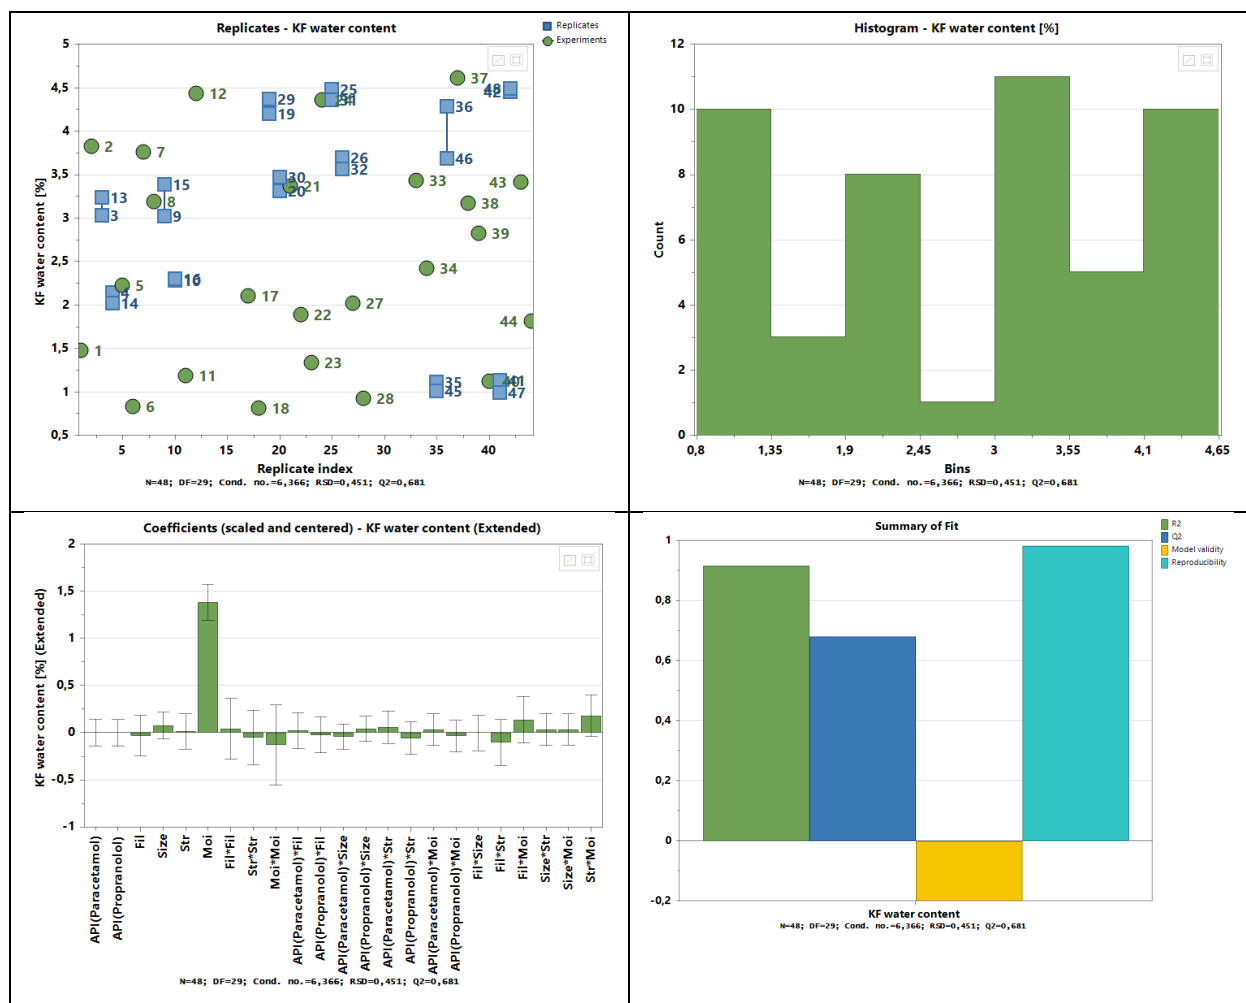 Replicates - KF water content
Replicates
Experiments
KF water content [%]
5
4,5
4
3,5
3
2,5
2
1,5
1
0,5
37
25
48
42
12
29
24
31
19
36
2
7
26
46
32
15
30
21
33
43
13
8
20
38
3
9
39
16
10
34
5
4
14
17
27
22
44
1
23
11
35
41
40
45
47
28
6
18
5
10
15
20
25
30
35
40
Replicate index
N=48; DF=29; Cond. no.=6,366; RSD=0,451; Q2=0,681
Histogram - KF water content [%]
Count
12
10
8
6
4
2
0
0,8
1,35
1,9
2,45
3
3,55
4,1
4,65
Bins
N=48; DF=29; Cond. no.=6,366; RSD=0,451; Q2=0,681
Coefficients (scaled and centered) - KF water content (Extended)
KF water content [%] (Extended)
2
1,5
1
0,5
0
-0,5
-1
API(Paracetamol)
API(Propranolol)
Fil
Size
Str
Moi
Fil*Fil
Str*Str
Moi*Moi
API(Paracetamol)*Fil
API(Propranolol)*Fil
API(Paracetamol)*Size
API(Propranolol)*Size
API(Paracetamol)*Str
API(Propranolol)*Str
API(Paracetamol)*Moi
API(Propranolol)*Moi
Fil*Size
Fil*Str
Fil*Moi
Size*Str
Size*Moi
Str*Moi
N=48; DF=29; Cond. no.=6,366; RSD=0,451; Q2=0,681
Summary of Fit
R2
Q2
Model validity
Reproducibility
1
0,8
0,6
0,4
0,2
0
-0,2
KF water content
N=48; DF=29; Cond. no.=6,366; RSD=0,451; Q2=0,681